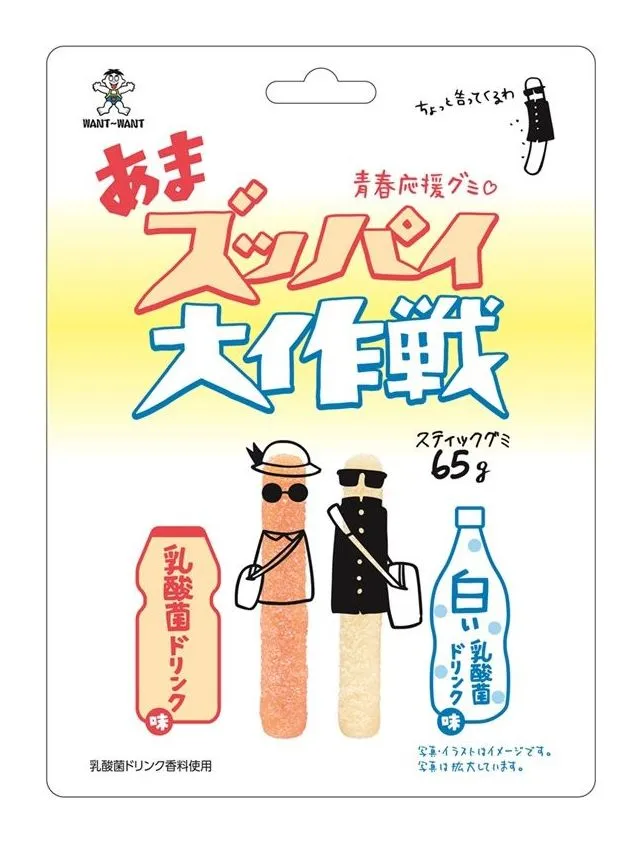 WANT~WANT
ちょっと告ってくるわ
あま
青春応援グミ♡
ズッパイ
大作戦
スティックグミ
65g
乳酸菌ドリンク
味
白い
乳酸菌
ドリンク
味
写真・イラストはイメージです。
写真は拡大しています。
乳酸菌ドリンク香料使用